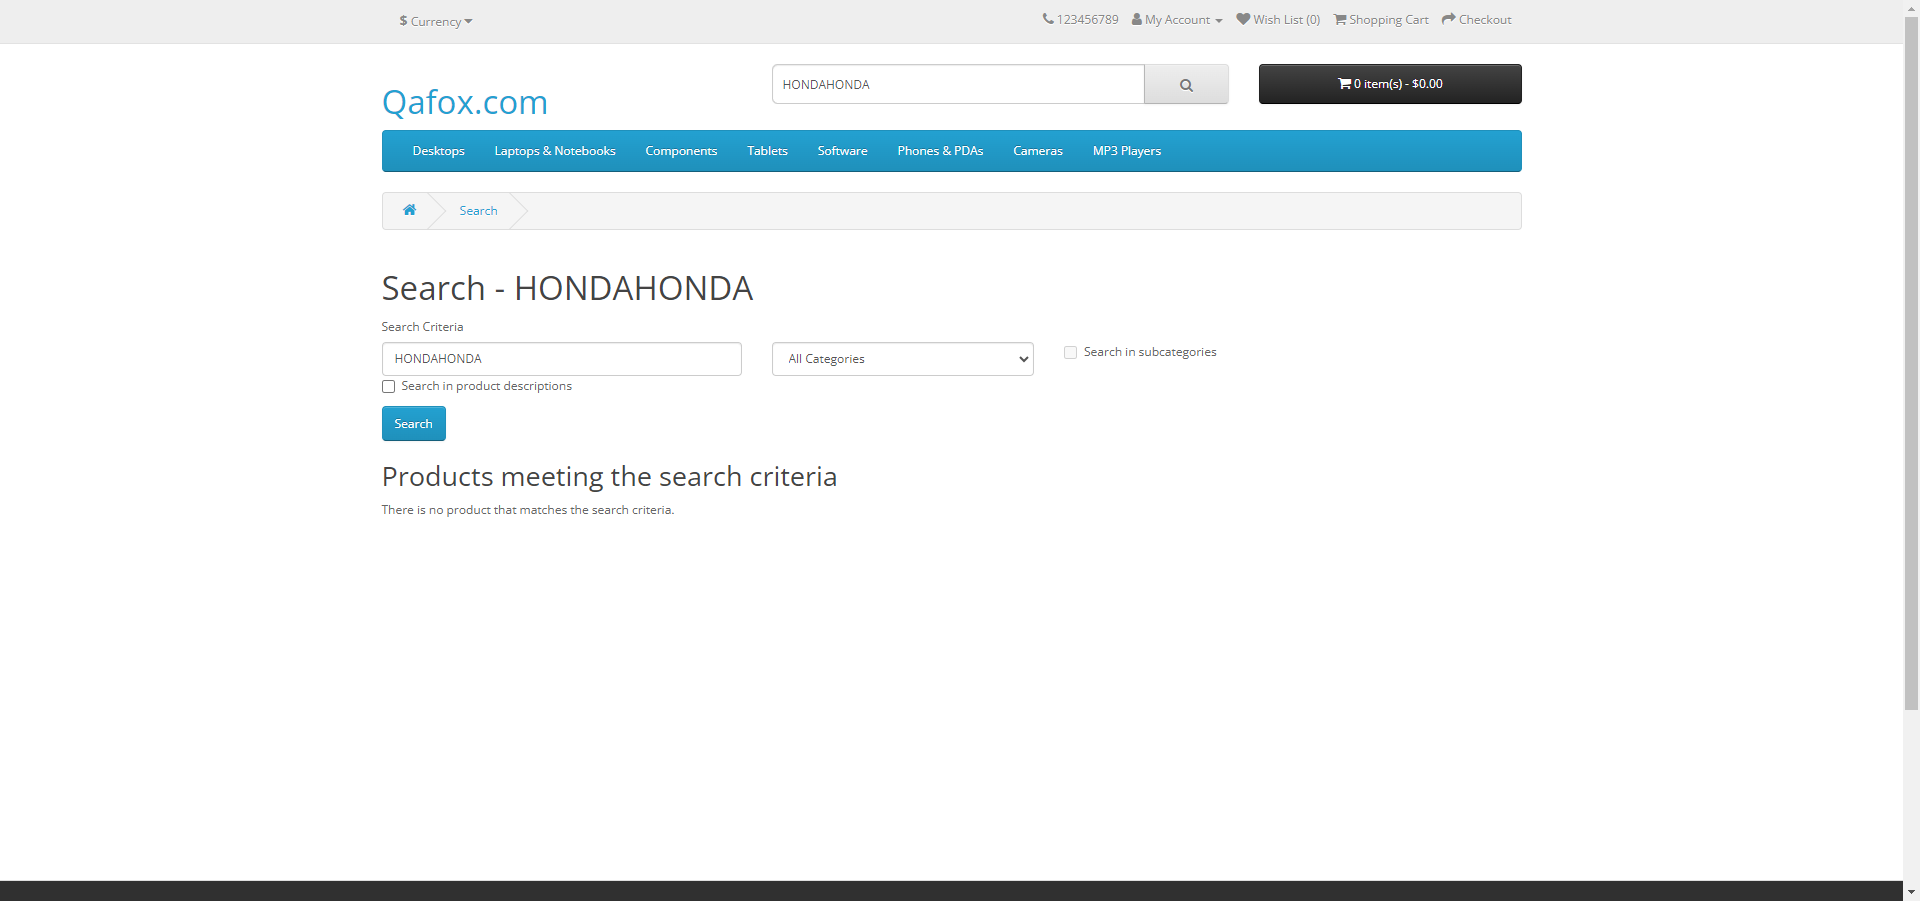 $ Currency
123456789 My Account Wish List (0) Shopping Cart Checkout
Qafox.com
HONDAHONDA
0 item(s) - $0.00
Desktops Laptops & Notebooks Components Tablets Software Phones & PDAs Cameras MP3 Players
Search
Search - HONDAHONDA
Search Criteria
HONDAHONDA
All Categories
Search in subcategories
Search in product descriptions
Search
Products meeting the search criteria
There is no product that matches the search criteria.